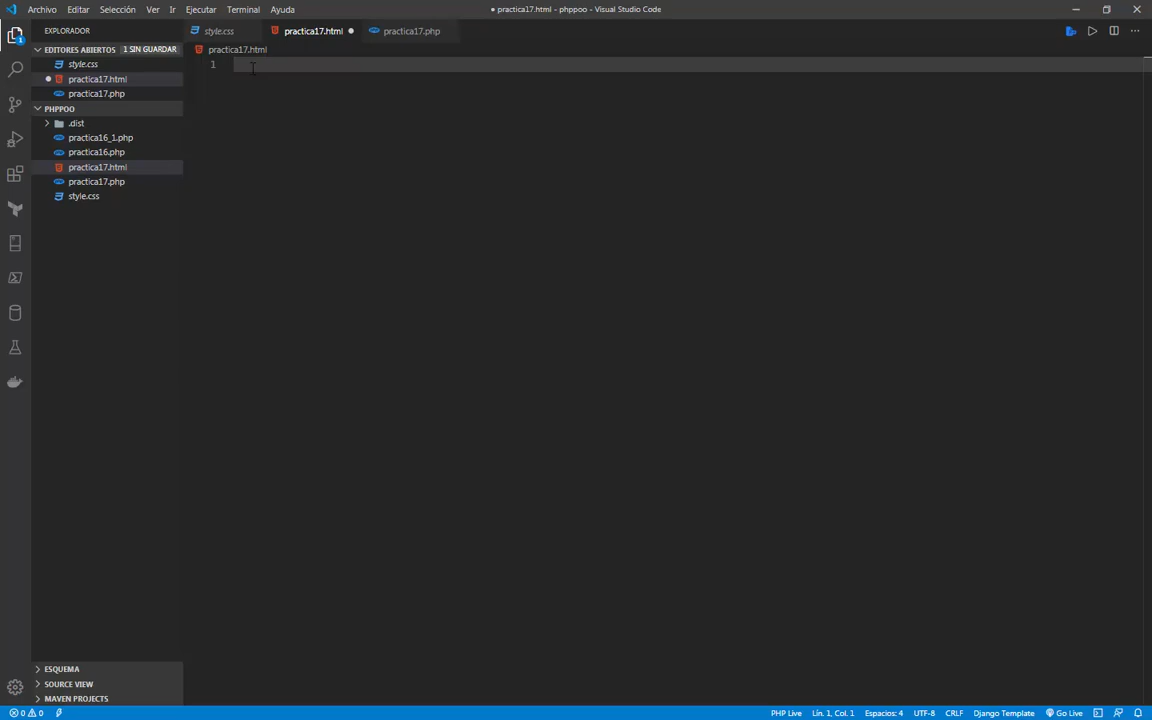 Archivo Editar Selección Ver Ir Ejecutar Terminal Ayuda
● practica17.html - phppoo - Visual Studio Code
EXPLORADOR
EDITORES ABIERTOS 1 SIN GUARDAR
style.css
practica17.html
practica17.php
PHPPOO
.dist
practica16_1.php
practica16.php
practica17.html
practica17.php
style.css
ESQUEMA
SOURCE VIEW
MAVEN PROJECTS
style.css practica17.html ● practica17.php
practica17.html
1
1
0 0
PHP Live Lín. 1, Col. 1 Espacios: 4 UTF-8 CRLF Django Template Go Live